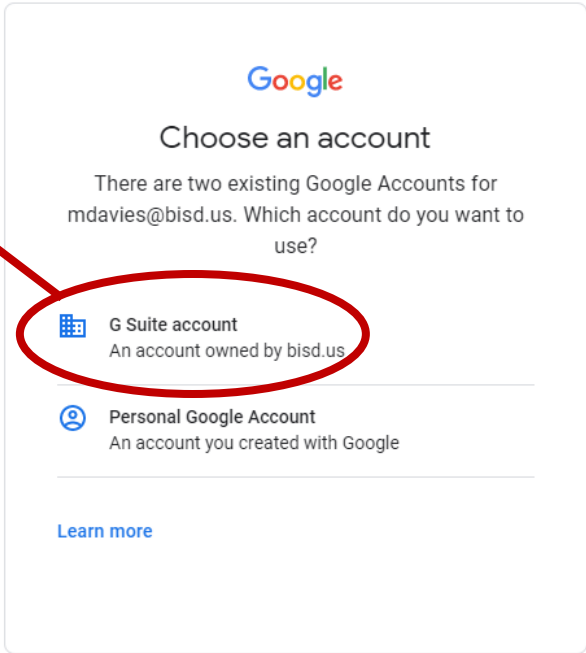 Google
Choose an account
There are two existing Google Accounts for
mdavies@bisd.us. Which account do you want to
use?
G Suite account
An account owned by bisd.us
Personal Google Account
An account you created with Google
Learn more